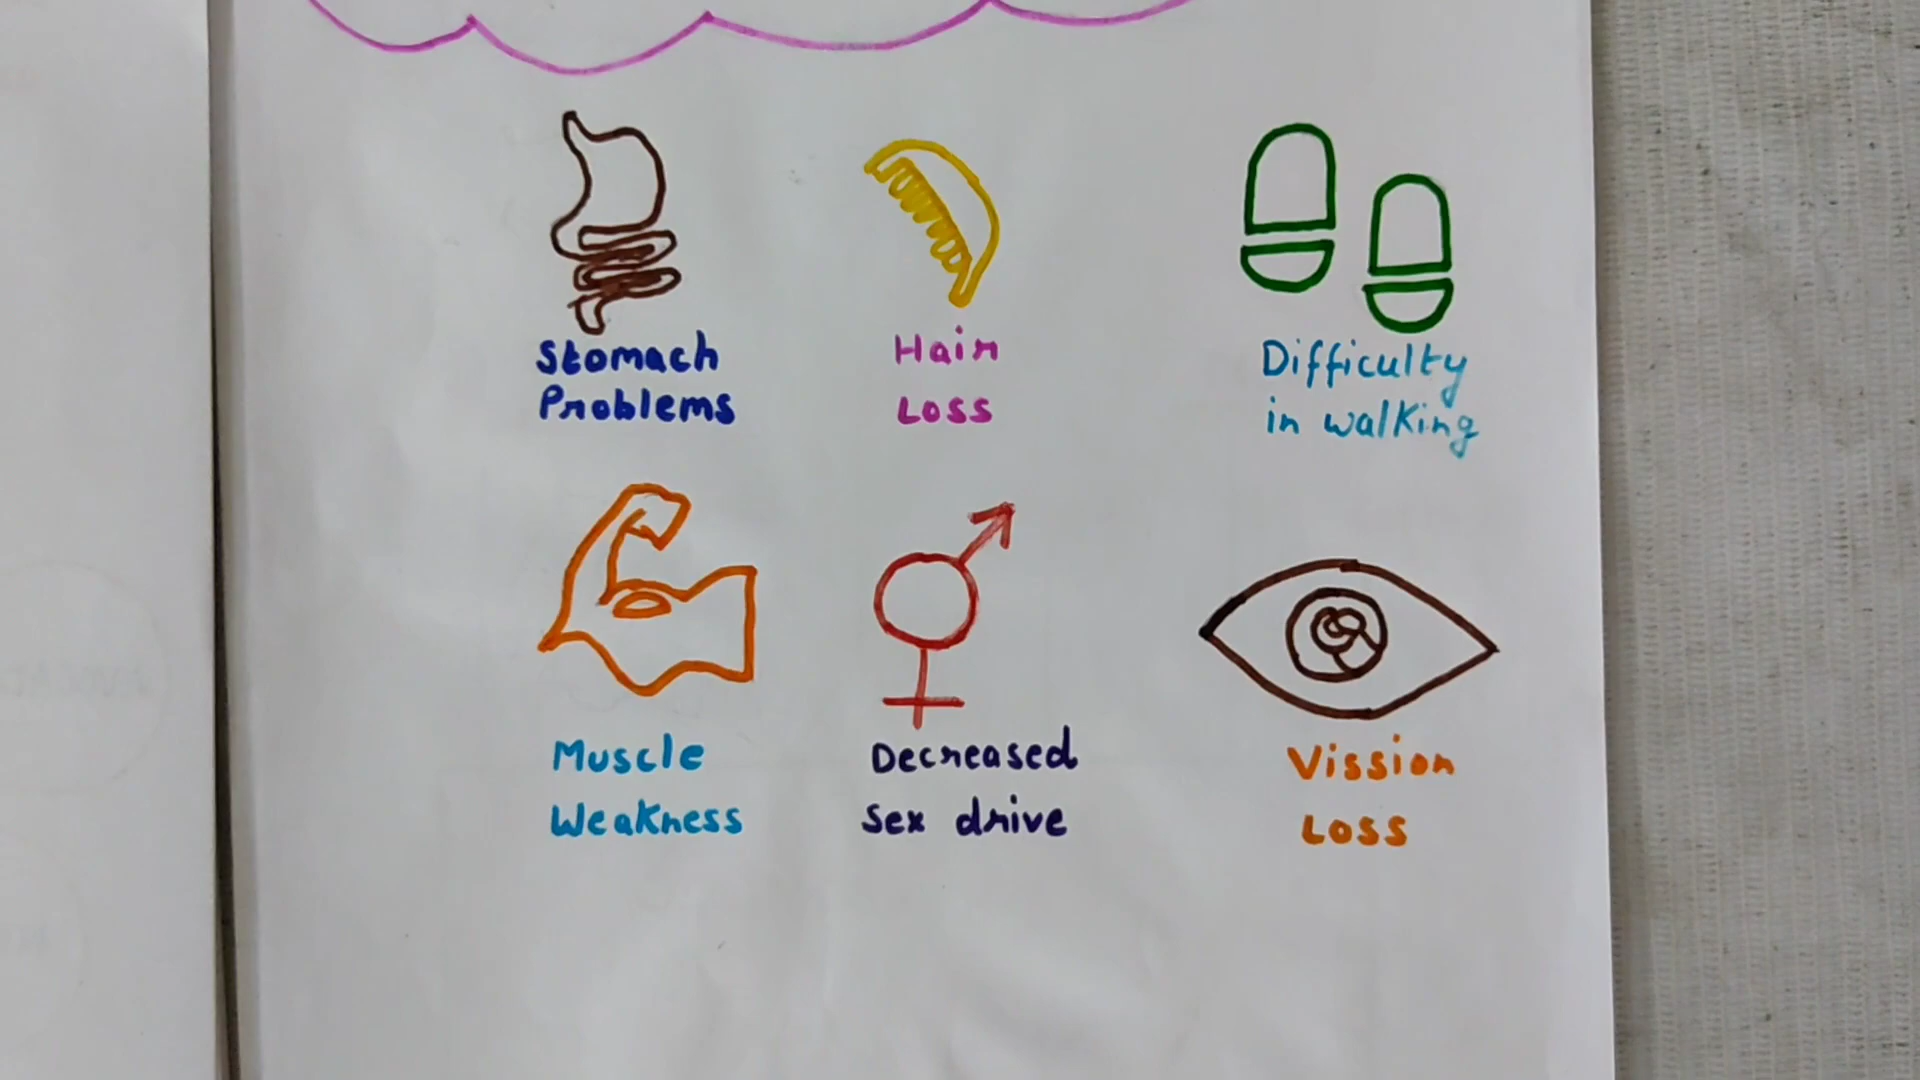 Stomach
Problems
Hair
Loss
Difficulty
in walking
Muscle
Weakness
Decreased
Sex drive
Vission
Loss